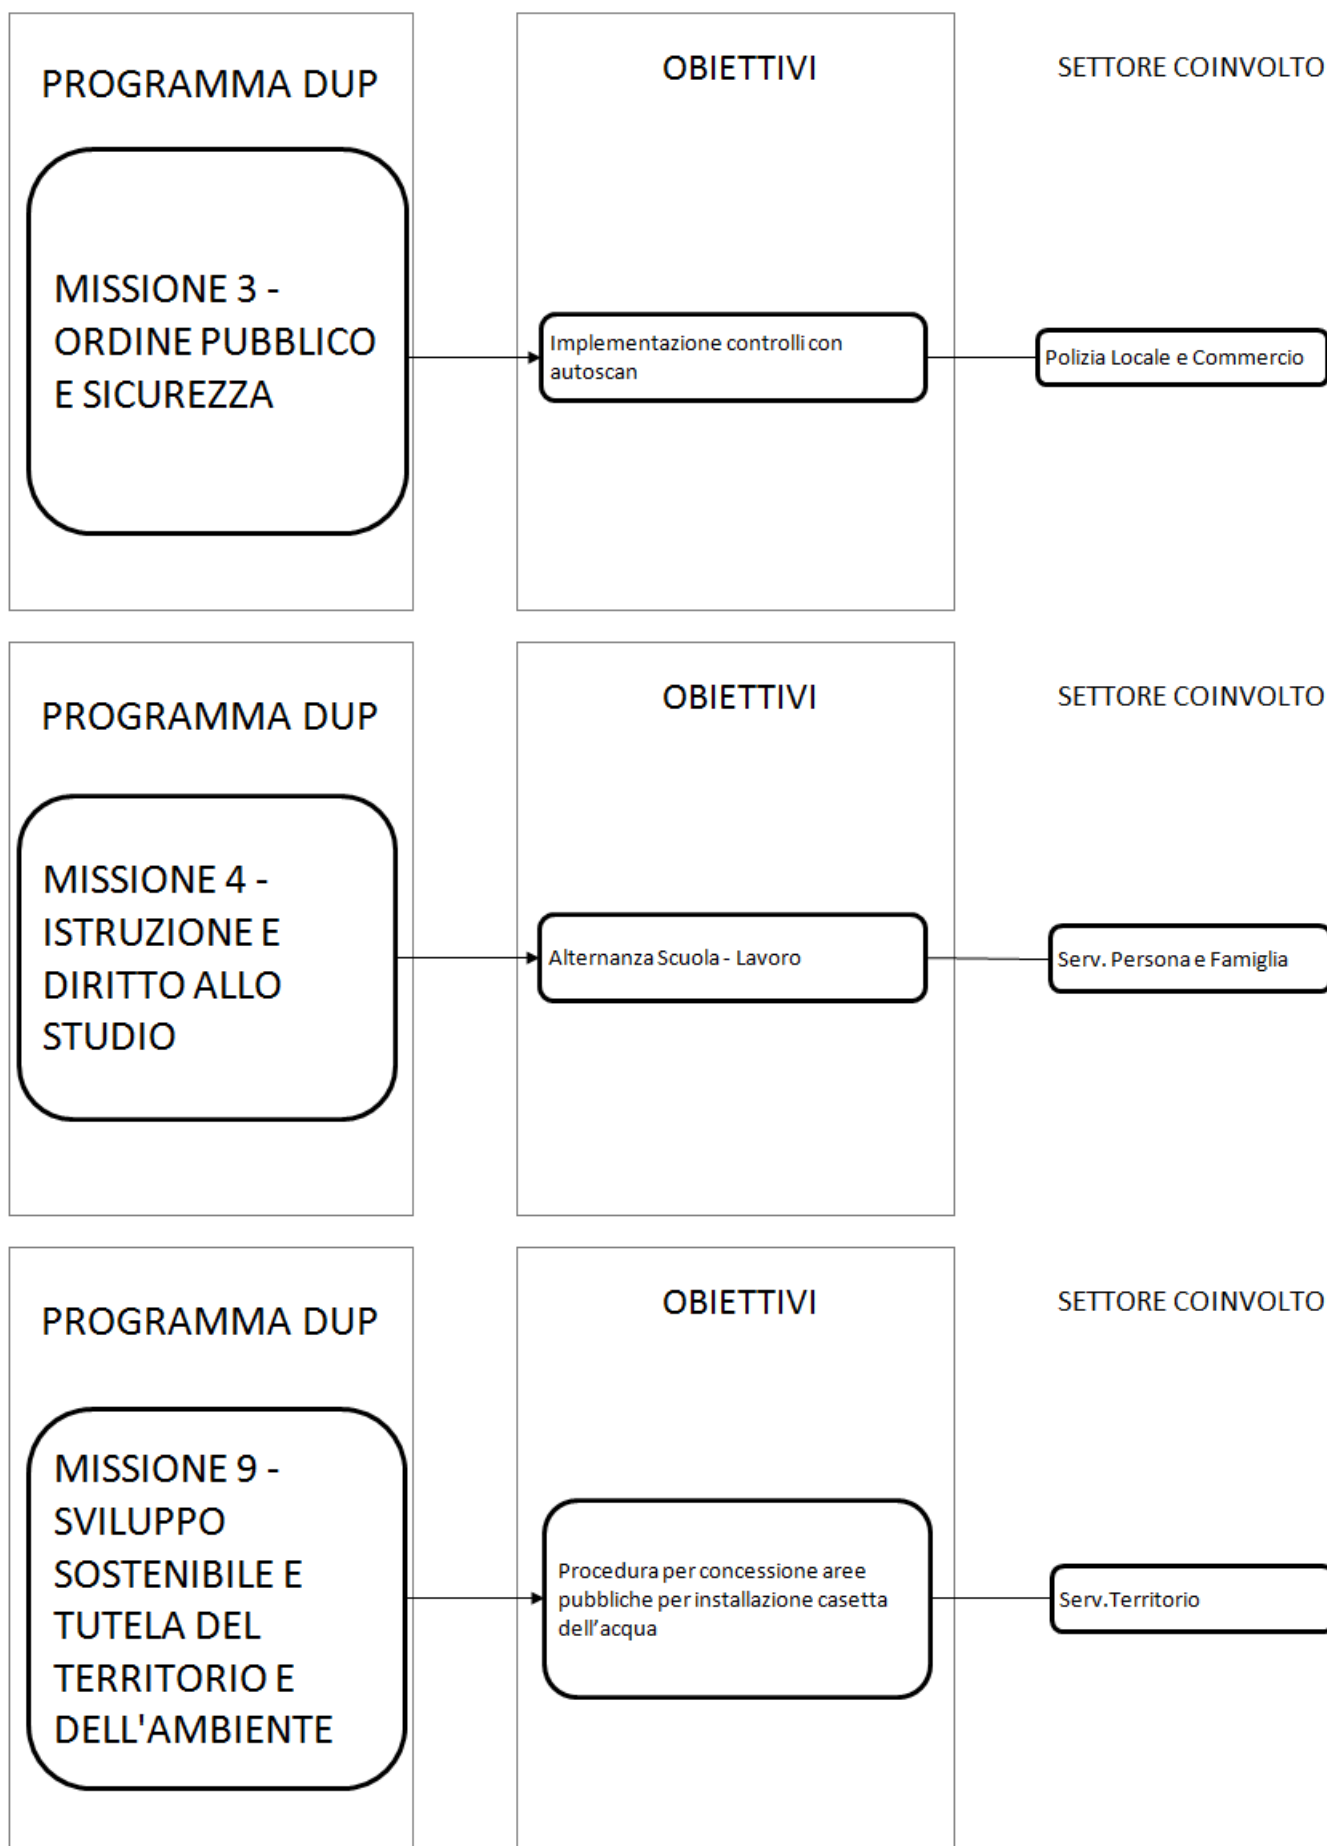 PROGRAMMA DUP
OBIETTIVI
SETTORE COINVOLTO
MISSIONE 3 -
ORDINE PUBBLICO
E SICUREZZA
Implementazione controlli con
autoscan
Polizia Locale e Commercio
PROGRAMMA DUP
OBIETTIVI
SETTORE COINVOLTO
MISSIONE 4 -
ISTRUZIONE E
DIRITTO ALLO
STUDIO
Alternanza Scuola - Lavoro
Serv. Persona e Famiglia
PROGRAMMA DUP
OBIETTIVI
SETTORE COINVOLTO
MISSIONE 9 -
SVILUPPO
SOSTENIBILE E
TUTELA DEL
TERRITORIO E
DELL'AMBIENTE
Procedura per concessione aree
pubbliche per installazione casetta
dell’acqua
Serv.Territorio